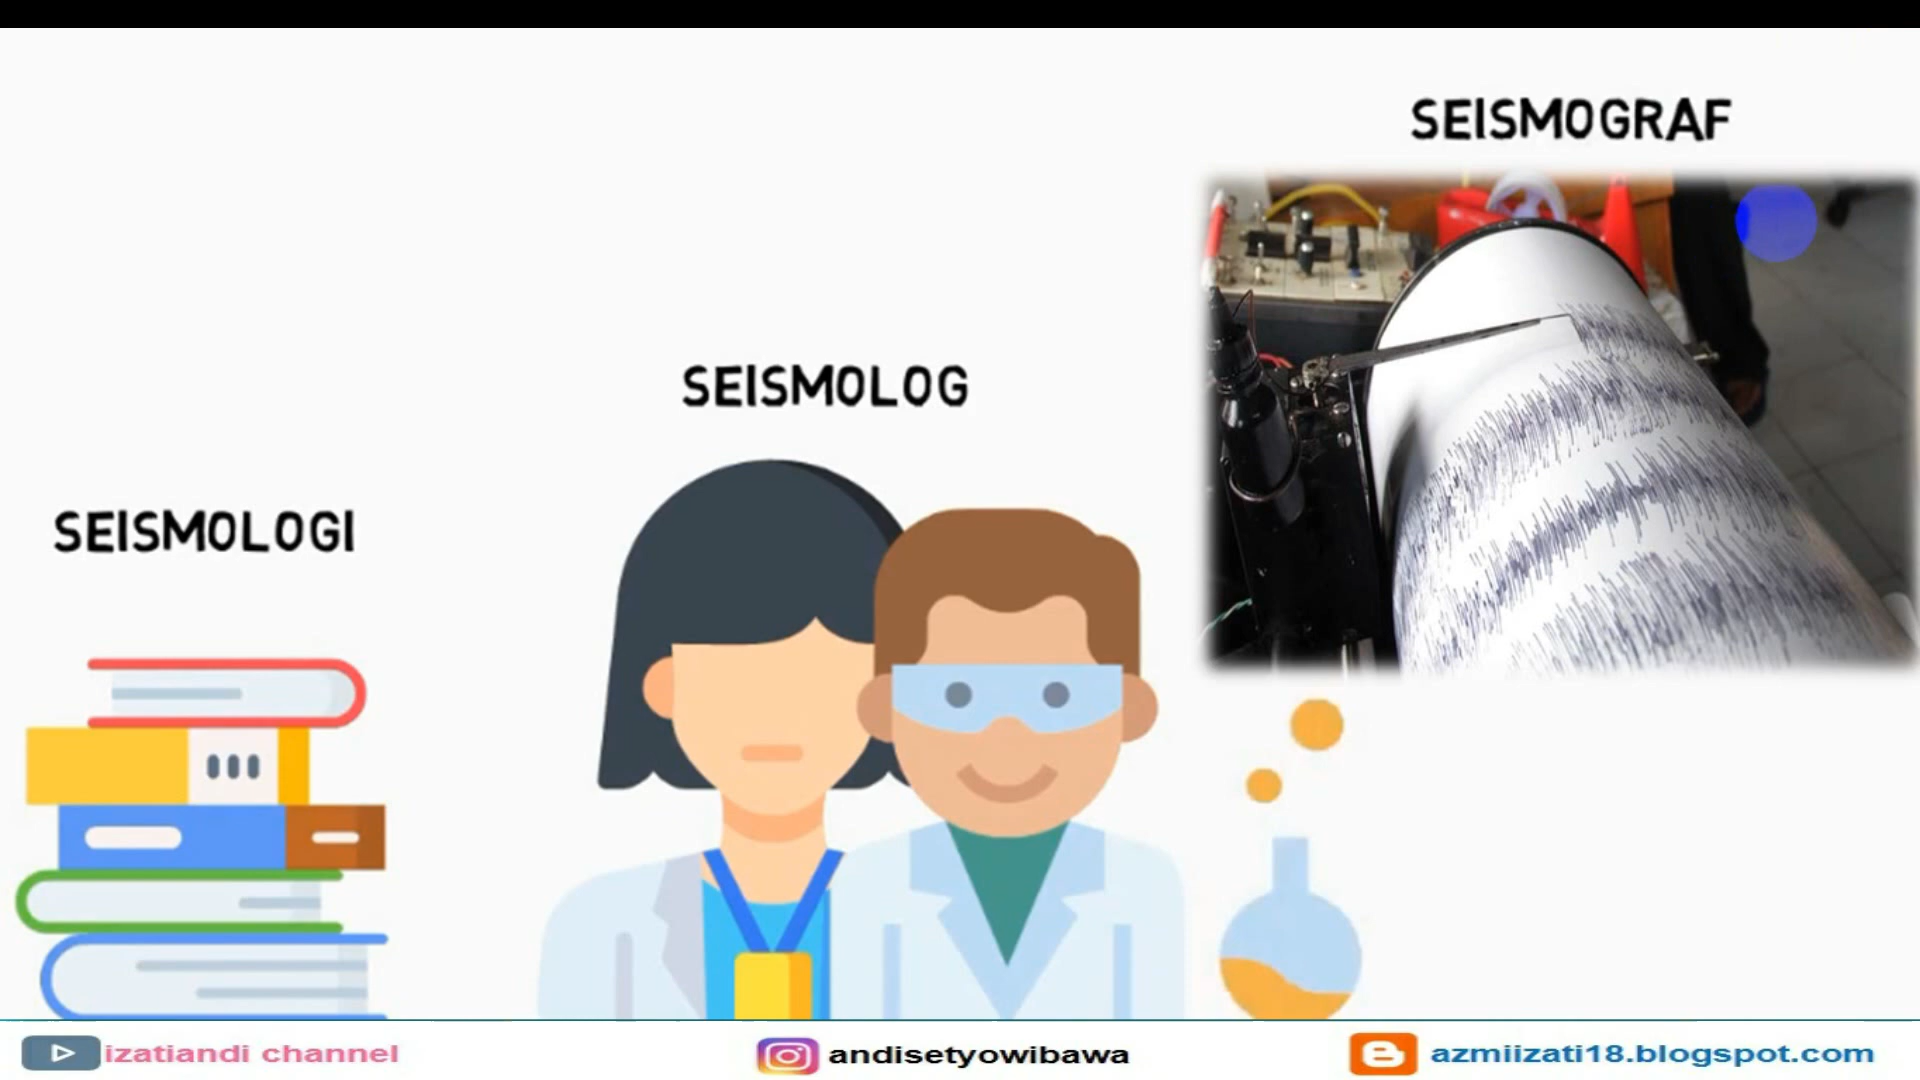 SEISMOGRAF
SEISMOLOG
SEISMOLOGI
izatiandi channel
andisetyowibawa
azmiizati18.blogspot.com